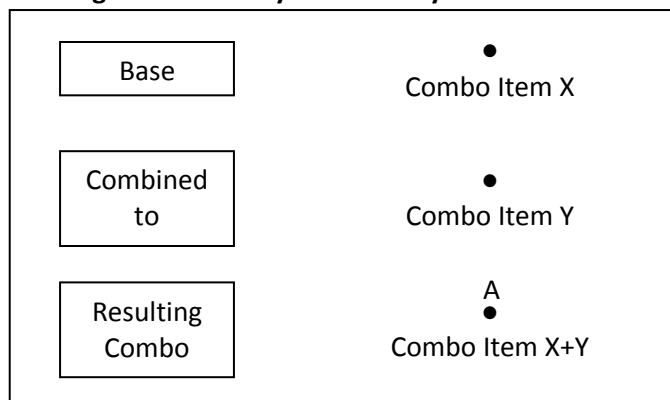 Base
Combo Item X
Combined
to
Combo Item Y
A
Resulting
Combo
Combo Item X+Y